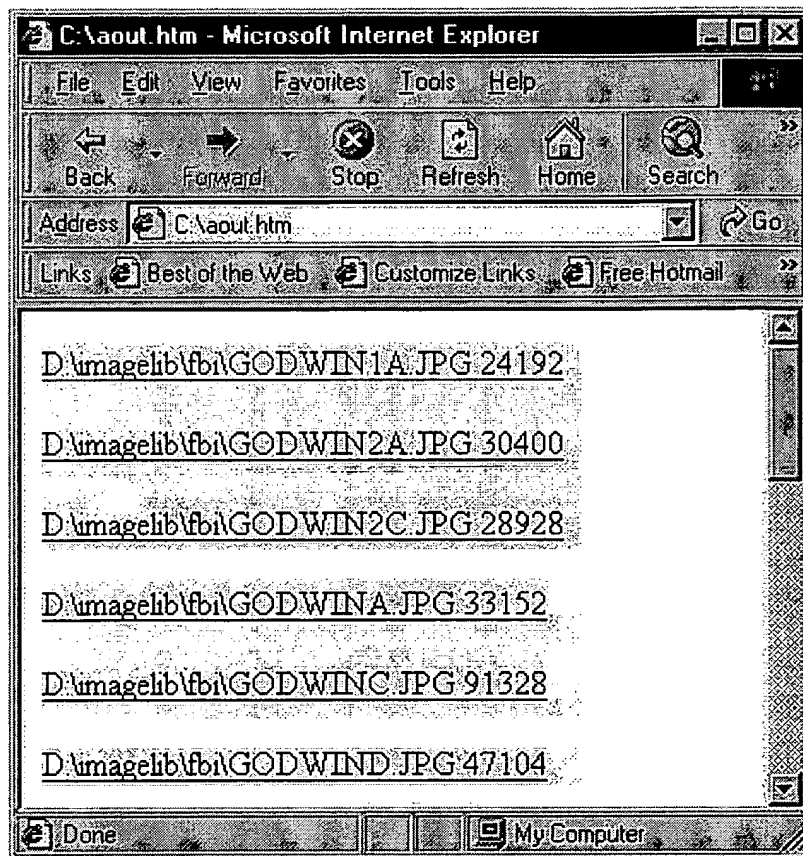 C:\aout.htm - Microsoft Internet Explorer
File Edit View Favorites Tools Help
Back Forward Stop Refresh Home Search
Address C:\aout.htm Go
Links Best of the Web Customize Links Free Hotmail
D:\imagelib\fbi\GODWIN1A.JPG 24192
D:\imagelib\fbi\GODWIN2A.JPG 30400
D:\imagelib\fbi\GODWIN2C.JPG 28928
D:\imagelib\fbi\GODWINA.JPG 33152
D:\imagelib\fbi\GODWINC.JPG 91328
D:\imagelib\fbi\GODWIND.JPG 47104
Done My Computer